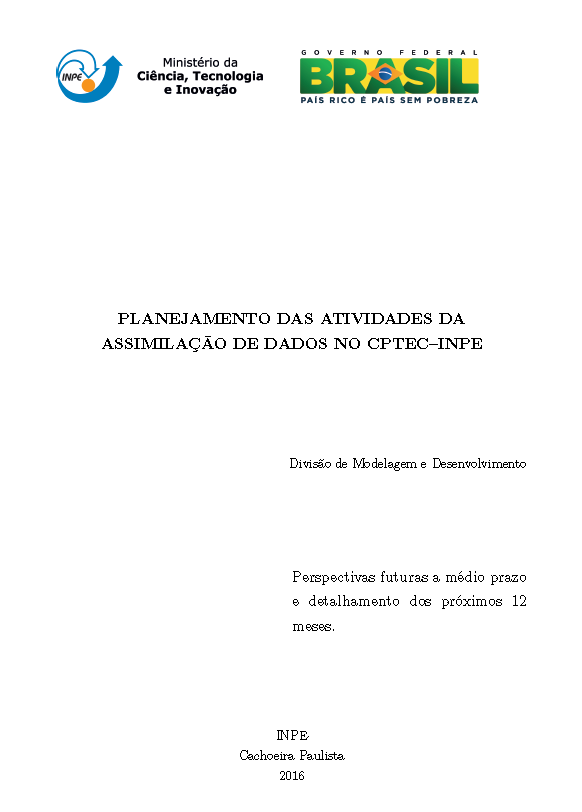 INPE
Ministério da
Ciência, Tecnologia
e Inovação
GOVERNO FEDERAL
BRASIL
PAÍS RICO É PAÍS SEM POBREZA
PLANEJAMENTO DAS ATIVIDADES DA
ASSIMILAÇÃO DE DADOS NO CPTEC–INPE
Divisão de Modelagem e Desenvolvimento
Perspectivas futuras a médio prazo
e detalhamento dos próximos 12
meses.
INPE
Cachoeira Paulista
2016